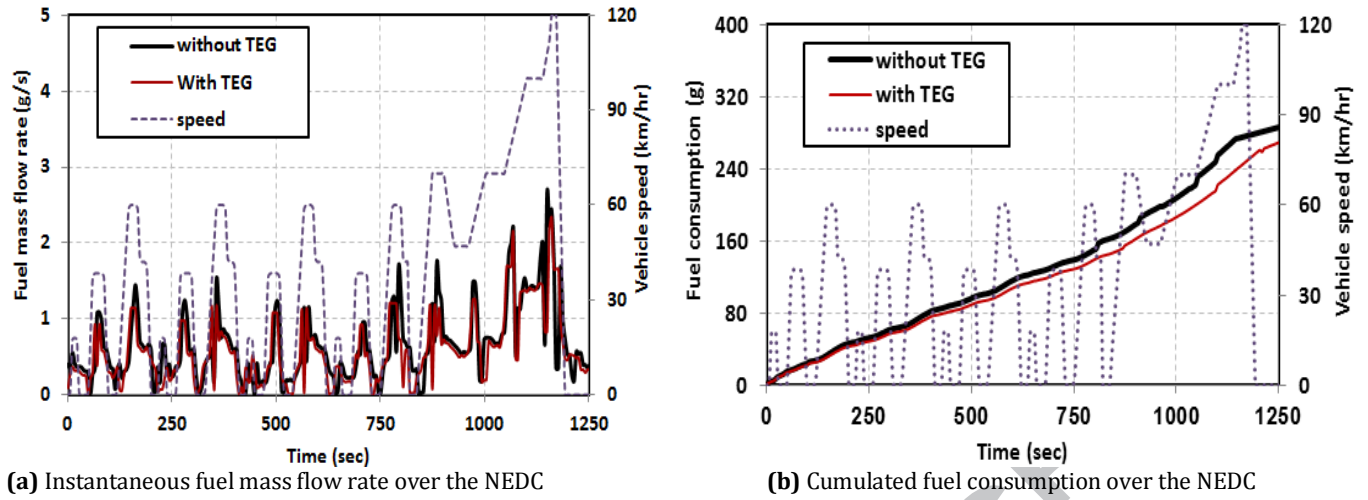 (a)
5
4
3
2
1
0
Fuel mass flow rate (g/s)
without TEG
With TEG
speed
120
90
60
30
0
Vehicle speed (km/hr)
0 250 500 750 1000 1250
Time (sec)
(a) Instantaneous fuel mass flow rate over the NEDC
(b)
400
320
240
160
80
0
Fuel consumption (g)
without TEG
with TEG
speed
120
90
60
30
0
Vehicle speed (km/hr)
0 250 500 750 1000 1250
Time (sec)
(b) Cumulated fuel consumption over the NEDC